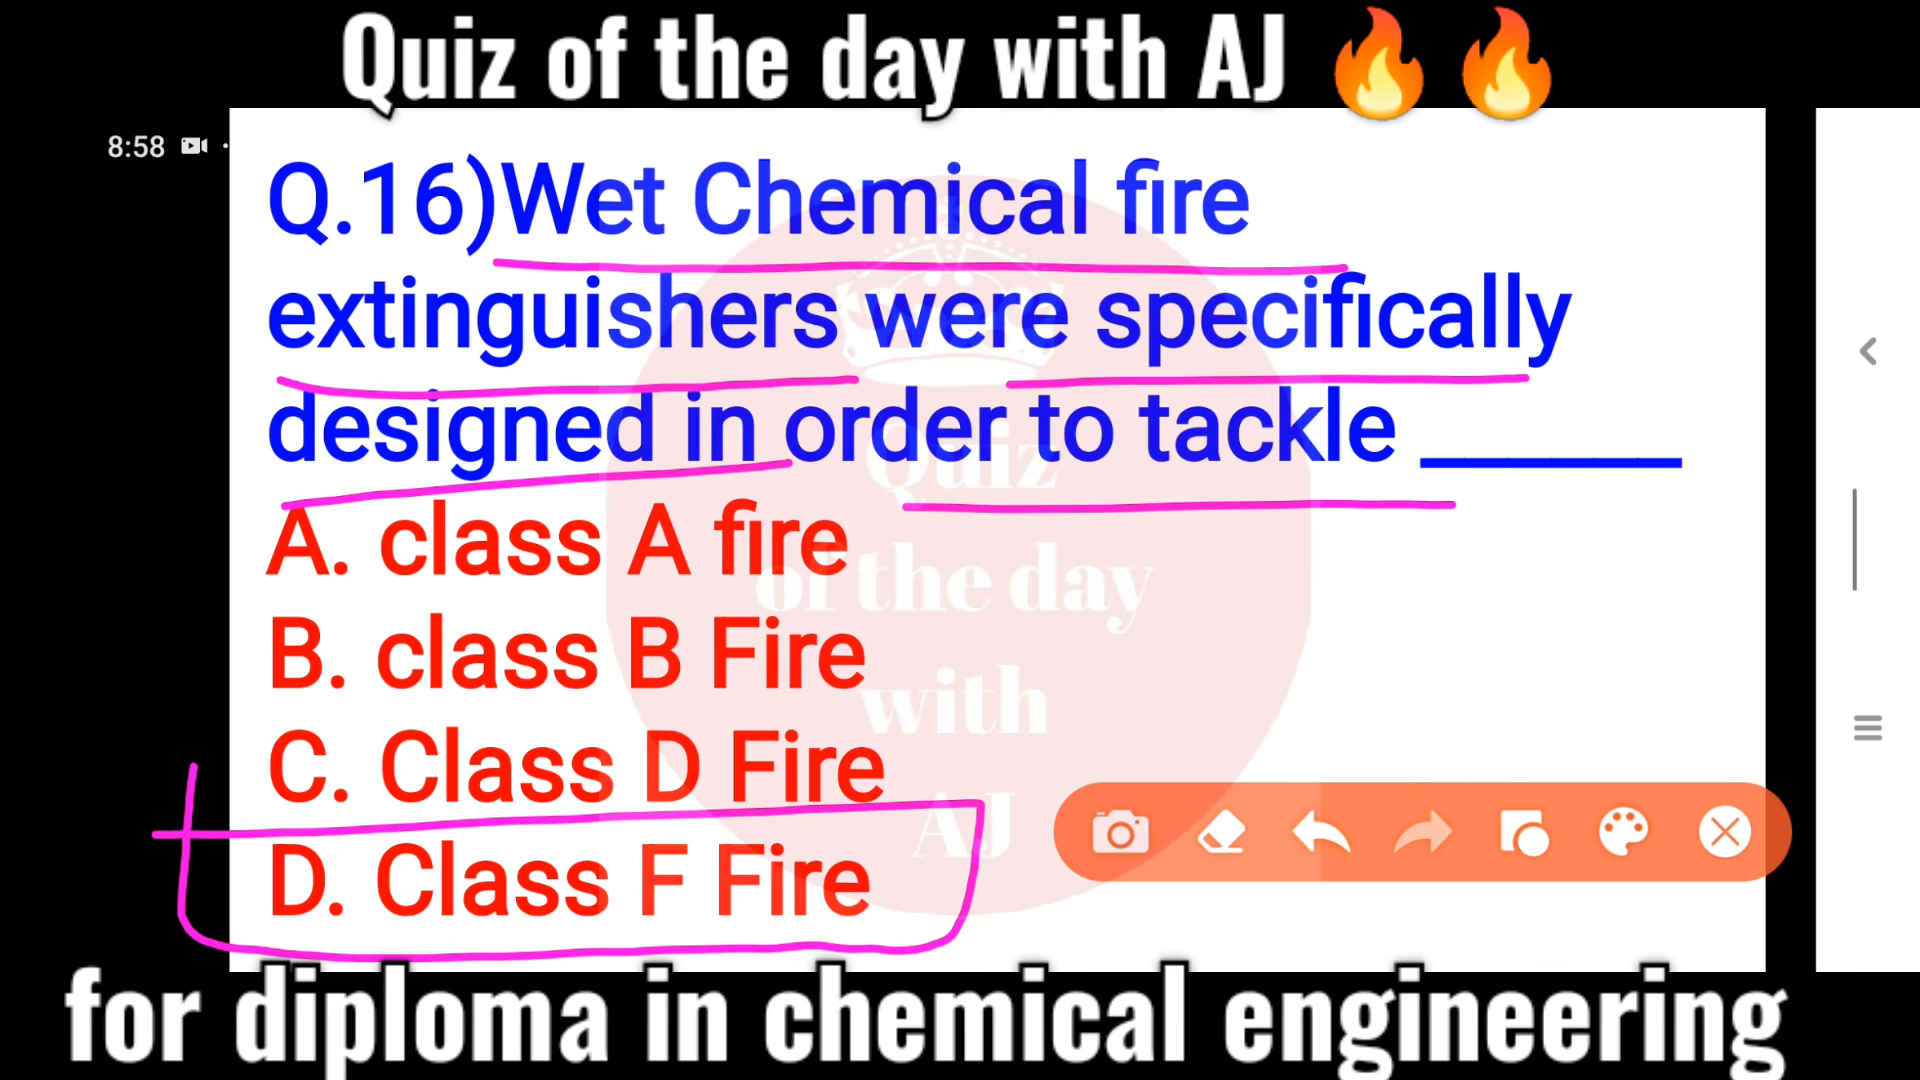 Quiz of the day with AJ 🔥🔥
8:58
Q.16)Wet Chemical fire
extinguishers were specifically
designed in order to tackle ______
A. class A fire
B. class B Fire
C. Class D Fire
D. Class F Fire
Quiz
of the day
with
AJ
for diploma in chemical engineering